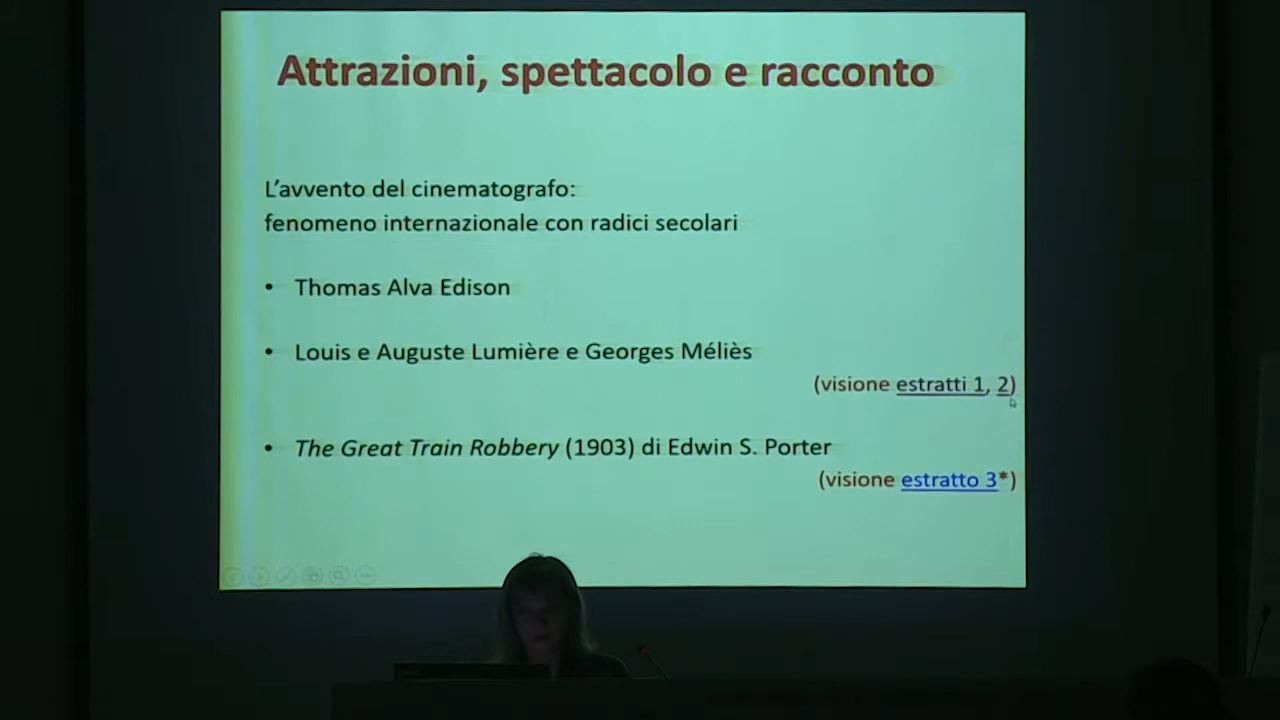 Attrazioni, spettacolo e racconto
L'avvento del cinematografo:
fenomeno internazionale con radici secolari
• Thomas Alva Edison
• Louis e Auguste Lumière e Georges Méliès
(visione estratti 1, 2)
• The Great Train Robbery (1903) di Edwin S. Porter
(visione estratto 3*)